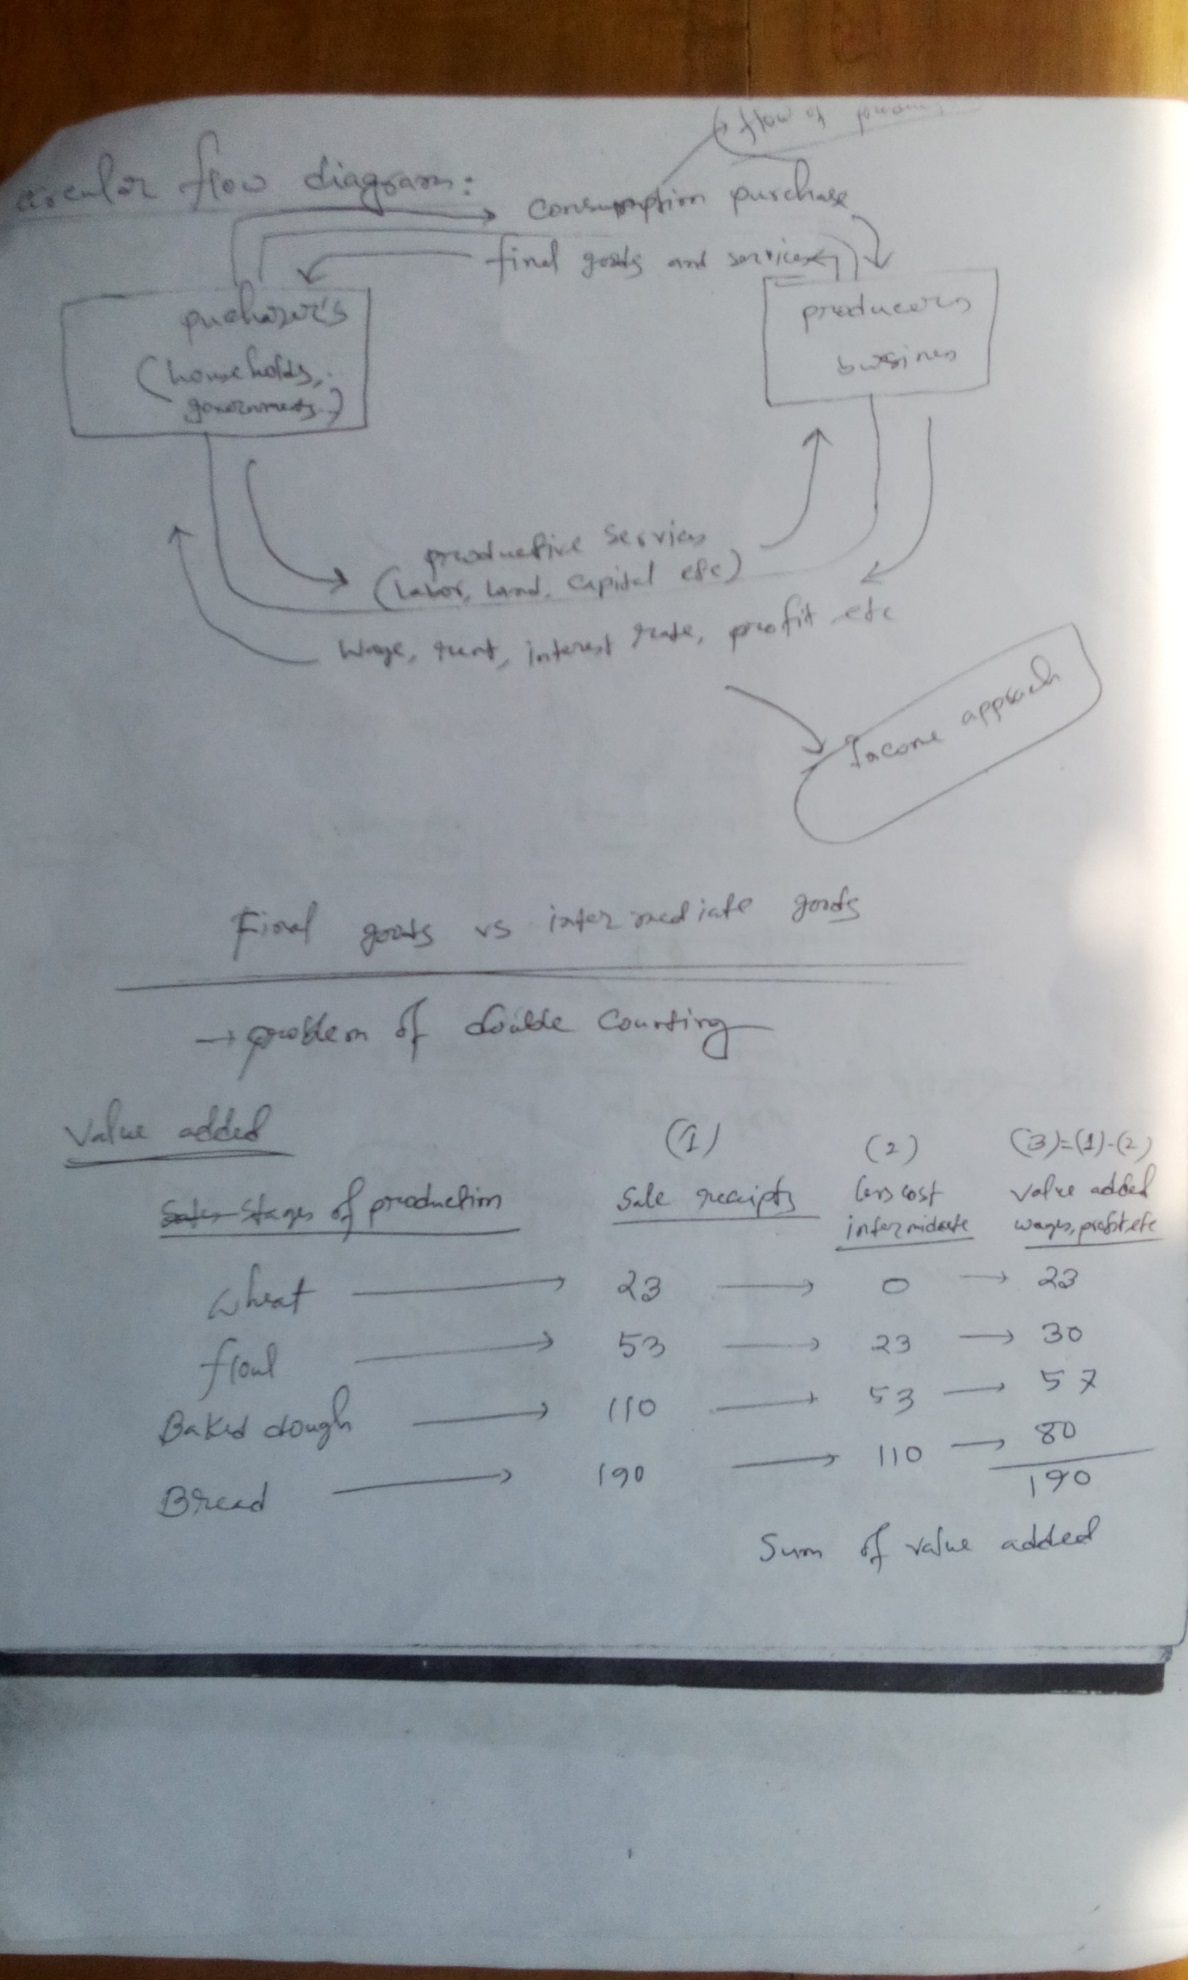 flow of
circular flow diagram:
consumption purchase
final goods and services
puchaser's
(households,
governments..)
producers
business
productive services
(Labor, Land, Capital etc)
Wage, rent, interest rate, profit etc
Income appoach
Final goods vs intermediate goods
→ problem of double counting
Value added
(1) (2) (3)=(1)-(2)
Stages of production Sale receipts less cost value added
intermidiate wages, profit etc
wheat → 23 → 0 → 23
flour → 53 → 23 → 30
Baked dough → 110 → 53 → 57
Bread → 190 → 110 → 80
190
Sum of value added